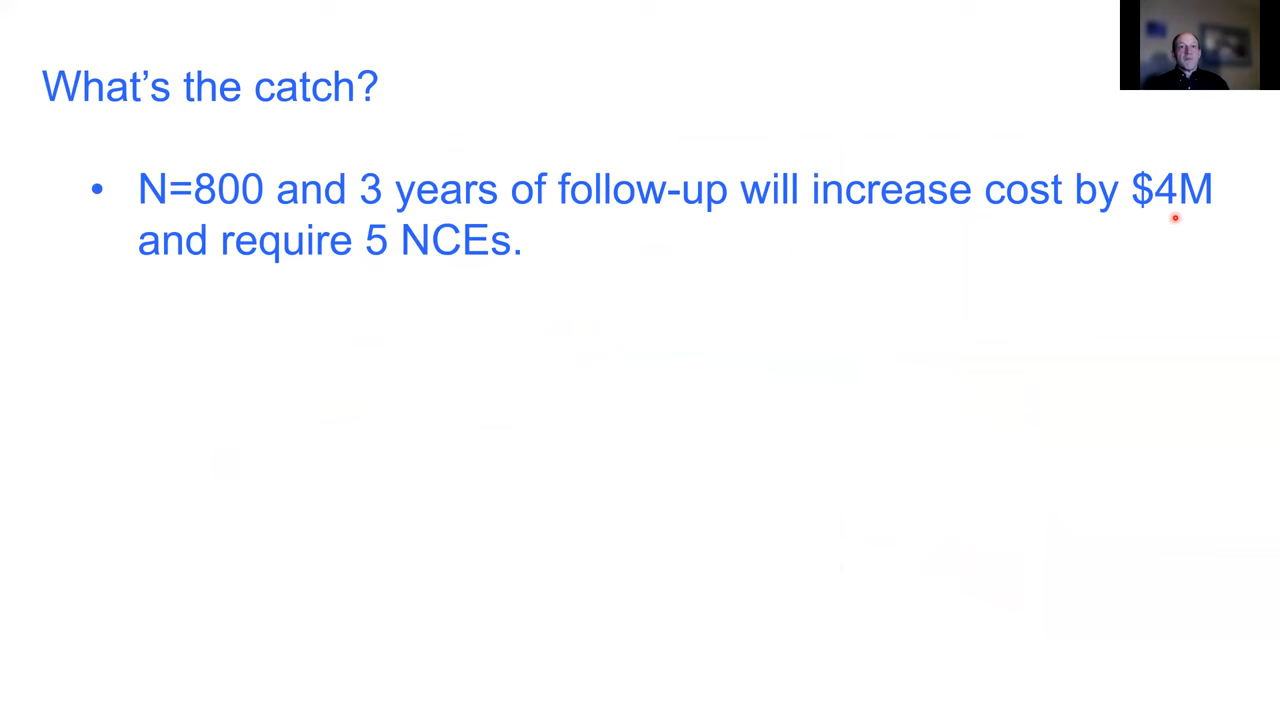 What's the catch?
• N=800 and 3 years of follow-up will increase cost by $4M
and require 5 NCEs.